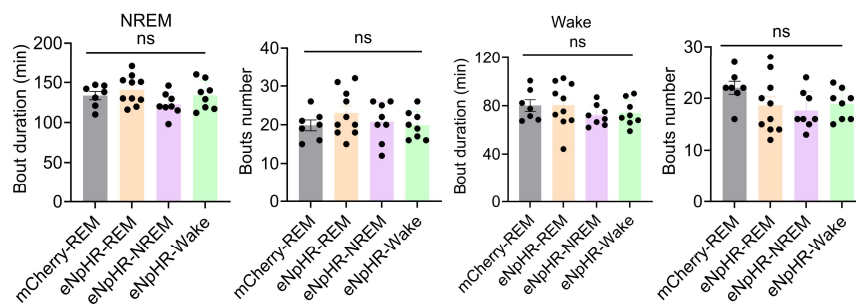 NREM
ns
Bout duration (min)
200
150
100
50
0
mCherry-REM
eNpHR-REM
eNpHR-NREM
eNpHR-Wake
ns
Bouts number
40
30
20
10
0
mCherry-REM
eNpHR-REM
eNpHR-NREM
eNpHR-Wake
Wake
ns
Bout duration (min)
120
80
40
0
mCherry-REM
eNpHR-REM
eNpHR-NREM
eNpHR-Wake
ns
Bouts number
30
20
10
0
mCherry-REM
eNpHR-REM
eNpHR-NREM
eNpHR-Wake